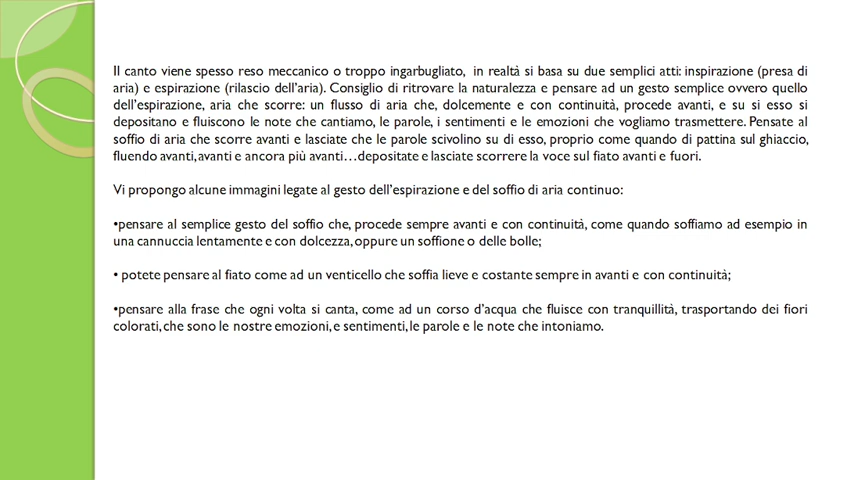 Il canto viene spesso reso meccanico o troppo ingarbugliato, in realtà si basa su due semplici atti: inspirazione (presa di
aria) e espirazione (rilascio dell'aria). Consiglio di ritrovare la naturalezza e pensare ad un gesto semplice ovvero quello
dell'espirazione, aria che scorre: un flusso di aria che, dolcemente e con continuità, procede avanti, e su si esso si
depositano e fluiscono le note che cantiamo, le parole, i sentimenti e le emozioni che vogliamo trasmettere. Pensate al
soffio di aria che scorre avanti e lasciate che le parole scivolino su di esso, proprio come quando di pattina sul ghiaccio,
fluendo avanti, avanti e ancora più avanti…depositate e lasciate scorrere la voce sul fiato avanti e fuori.
Vi propongo alcune immagini legate al gesto dell'espirazione e del soffio di aria continuo:
•pensare al semplice gesto del soffio che, procede sempre avanti e con continuità, come quando soffiamo ad esempio in
una cannuccia lentamente e con dolcezza, oppure un soffione o delle bolle;
• potete pensare al fiato come ad un venticello che soffia lieve e costante sempre in avanti e con continuità;
•pensare alla frase che ogni volta si canta, come ad un corso d'acqua che fluisce con tranquillità, trasportando dei fiori
colorati, che sono le nostre emozioni, e sentimenti, le parole e le note che intoniamo.